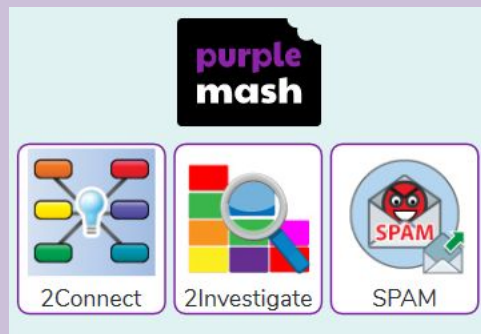 purple
mash
SPAM
2Connect
2Investigate
SPAM